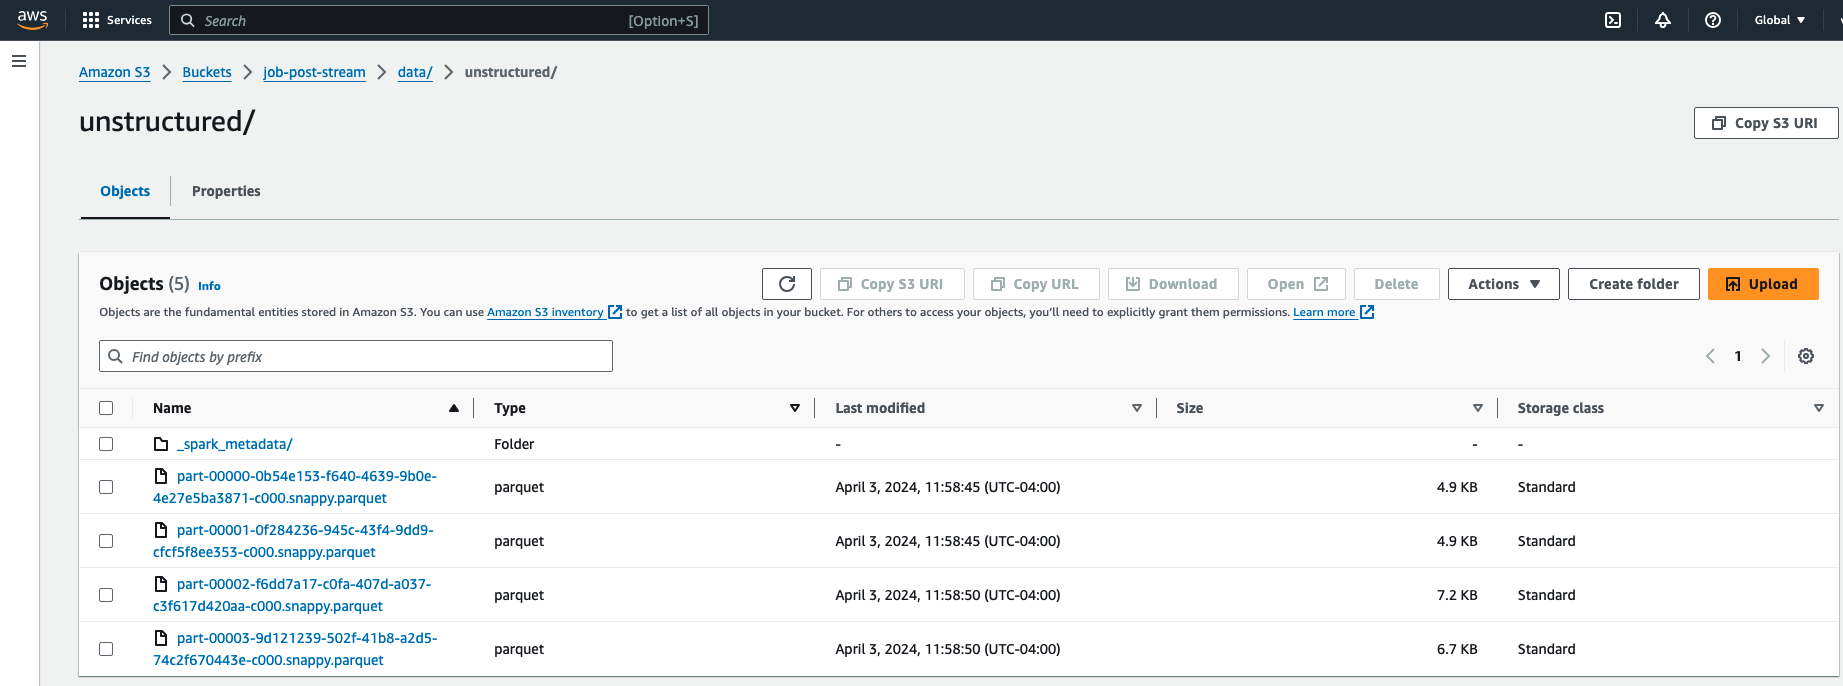 aws
Services
Search [Option+S]
Global
Amazon S3 Buckets job-post-stream data/ unstructured/
unstructured/
Copy S3 URI
Objects Properties
Objects (5) Info
Copy S3 URI Copy URL Download Open Delete Actions Create folder Upload
Objects are the fundamental entities stored in Amazon S3. You can use Amazon S3 inventory to get a list of all objects in your bucket. For others to access your objects, you'll need to explicitly grant them permissions. Learn more
Find objects by prefix
1
Name Type Last modified Size Storage class
_spark_metadata/ Folder - - -
part-00000-0b54e153-f640-4639-9b0e-
4e27e5ba3871-c000.snappy.parquet
parquet April 3, 2024, 11:58:45 (UTC-04:00) 4.9 KB Standard
part-00001-0f284236-945c-43f4-9dd9-
cfcf5f8ee353-c000.snappy.parquet
parquet April 3, 2024, 11:58:45 (UTC-04:00) 4.9 KB Standard
part-00002-f6dd7a17-c0fa-407d-a037-
c3f617d420aa-c000.snappy.parquet
parquet April 3, 2024, 11:58:50 (UTC-04:00) 7.2 KB Standard
part-00003-9d121239-502f-41b8-a2d5-
74c2f670443e-c000.snappy.parquet
parquet April 3, 2024, 11:58:50 (UTC-04:00) 6.7 KB Standard